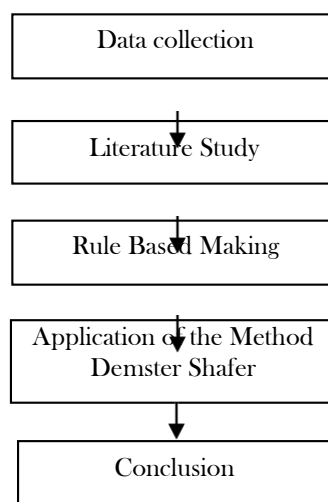 Data collection
Literature Study
Rule Based Making
Application of the Method
Demster Shafer
Conclusion